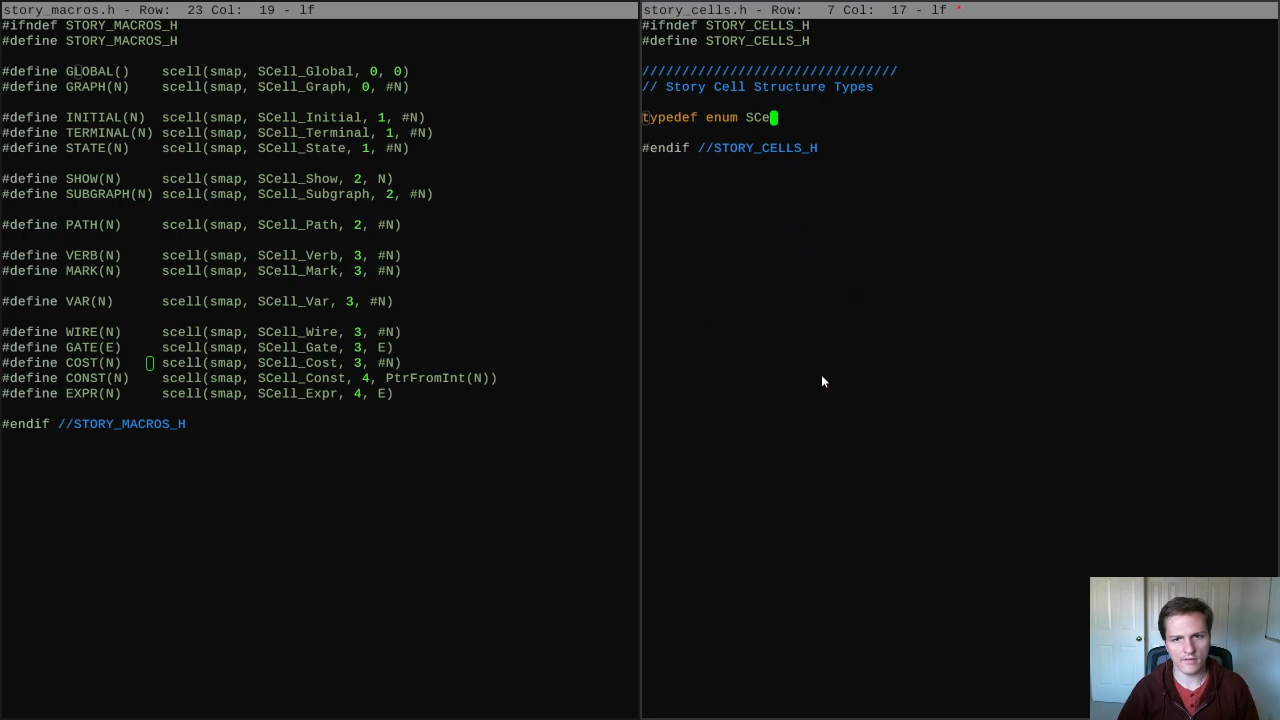 story_macros.h - Row:  23 Col:  19 - lf
#ifndef STORY_MACROS_H
#define STORY_MACROS_H
#define GLOBAL()    scell(smap, SCell_Global, 0, 0)
#define GRAPH(N)    scell(smap, SCell_Graph, 0, #N)
#define INITIAL(N)  scell(smap, SCell_Initial, 1, #N)
#define TERMINAL(N) scell(smap, SCell_Terminal, 1, #N)
#define STATE(N)    scell(smap, SCell_State, 1, #N)
#define SHOW(N)     scell(smap, SCell_Show, 2, N)
#define SUBGRAPH(N) scell(smap, SCell_Subgraph, 2, #N)
#define PATH(N)     scell(smap, SCell_Path, 2, #N)
#define VERB(N)     scell(smap, SCell_Verb, 3, #N)
#define MARK(N)     scell(smap, SCell_Mark, 3, #N)
#define VAR(N)      scell(smap, SCell_Var, 3, #N)
#define WIRE(N)     scell(smap, SCell_Wire, 3, #N)
#define GATE(E)     scell(smap, SCell_Gate, 3, E)
#define COST(N)     scell(smap, SCell_Cost, 3, #N)
#define CONST(N)    scell(smap, SCell_Const, 4, PtrFromInt(N))
#define EXPR(N)     scell(smap, SCell_Expr, 4, E)
#endif //STORY_MACROS_H
story_cells.h - Row:   7 Col:  17 - lf *
#ifndef STORY_CELLS_H
#define STORY_CELLS_H
////////////////////////////////
// Story Cell Structure Types
typedef enum SCe
#endif //STORY_CELLS_H